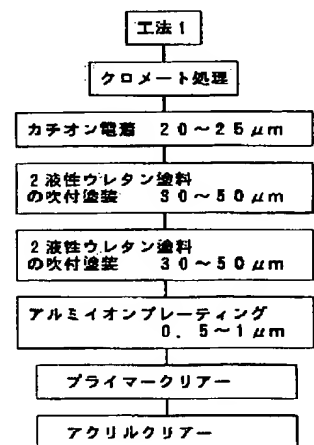 工法1
クロメート処理
カチオン電着 20~25μm
2液性ウレタン塗料
の吹付塗装 30~50μm
2液性ウレタン塗料
の吹付塗装 30~50μm
アルミイオンプレーティング
0.5~1μm
プライマークリアー
アクリルクリアー